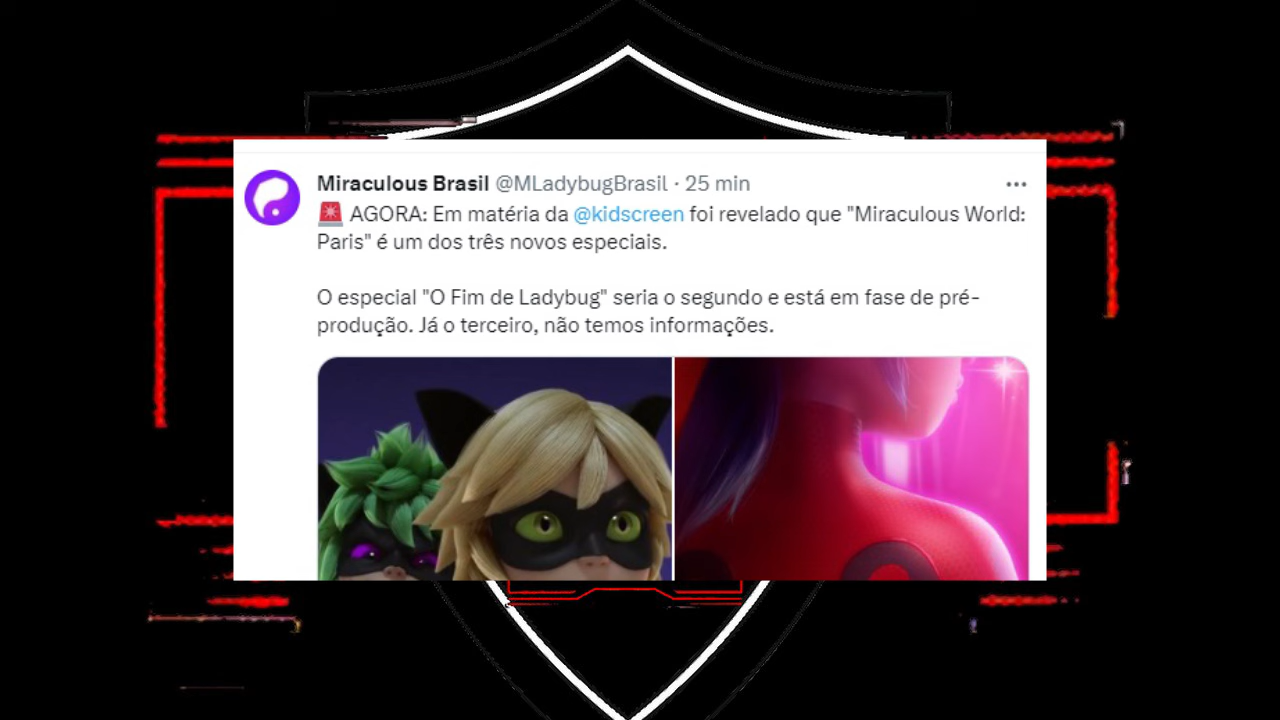 Miraculous Brasil @MLadybugBrasil · 25 min
🚨 AGORA: Em matéria da @kidscreen foi revelado que "Miraculous World:
Paris" é um dos três novos especiais.
O especial "O Fim de Ladybug" seria o segundo e está em fase de pré-
produção. Já o terceiro, não temos informações.